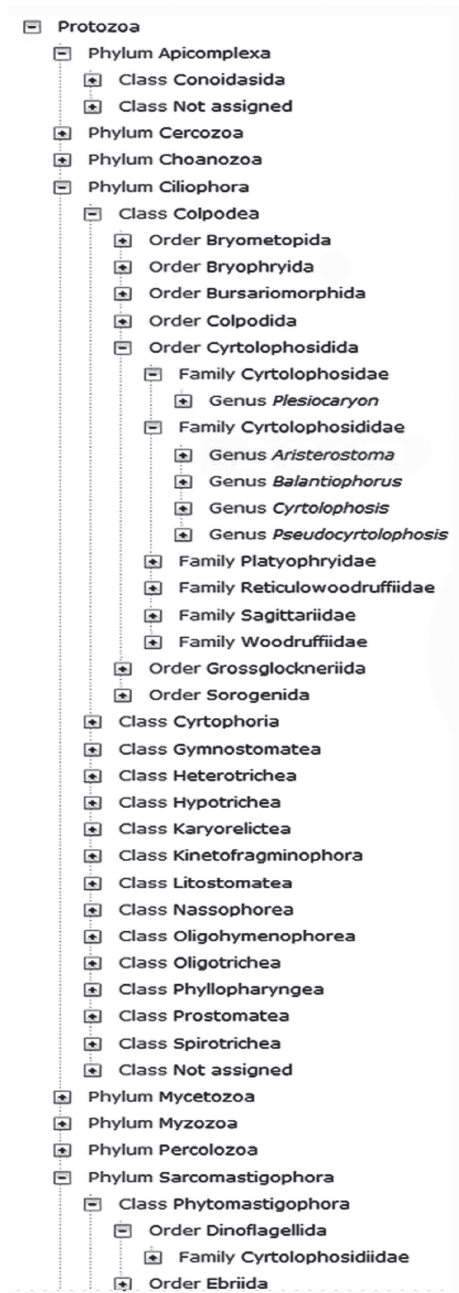 Protozoa
Phylum Apicomplexa
Class Conoidasida
Class Not assigned
Phylum Cercozoa
Phylum Choanozoa
Phylum Ciliophora
Class Colpodea
Order Bryometopida
Order Bryophryida
Order Bursariomorphida
Order Colpodida
Order Cyrtolophosidida
Family Cyrtolophosidae
Genus Plesiocaryon
Family Cyrtolophosididae
Genus Aristerostoma
Genus Balantiophorus
Genus Cyrtolophosis
Genus Pseudocyrtolophosis
Family Platyophryidae
Family Reticulowoodruffiidae
Family Sagittariidae
Family Woodruffiidae
Order Grossglockneriida
Order Sorogenida
Class Cyrtophoria
Class Gymnostomatea
Class Heterotrichea
Class Hypotrichea
Class Karyorelictea
Class Kinetofragminophora
Class Litostomatea
Class Nassophorea
Class Oligohymenophorea
Class Oligotrichea
Class Phyllopharyngea
Class Prostomatea
Class Spirotrichea
Class Not assigned
Phylum Mycetozoa
Phylum Myzozoa
Phylum Percolozoa
Phylum Sarcomastigophora
Class Phytomastigophora
Order Dinoflagellida
Family Cyrtolophosidiidae
Order Ebriida